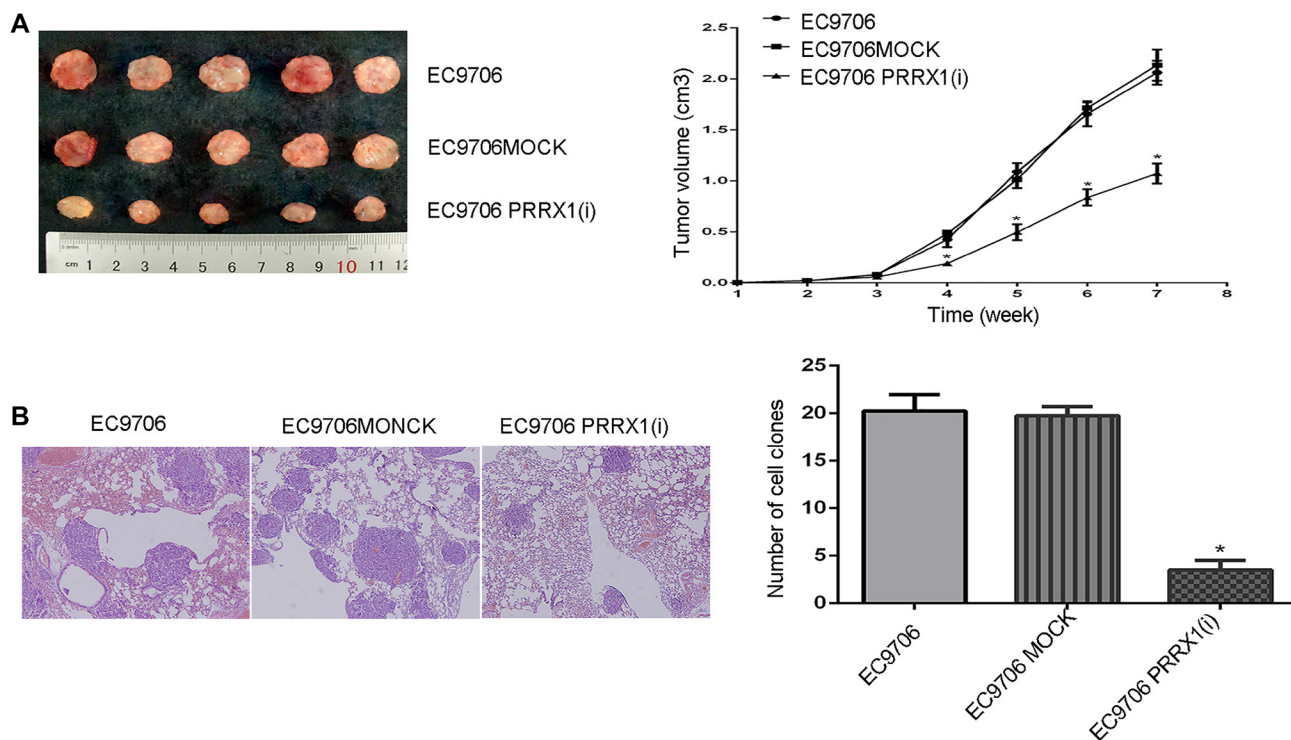 A
EC9706
EC9706MOCK
EC9706 PRRX1(i)
0.5mm
mm
cm 1 2 3 4 5 6 7 8 9 10 11 12
EC9706
EC9706MOCK
EC9706 PRRX1(i)
Tumor volume (cm3)
2.5
2.0
1.5
1.0
0.5
0.0
* * * *
1 2 3 4 5 6 7 8
Time (week)
B
EC9706
EC9706MONCK
EC9706 PRRX1(i)
Number of cell clones
25
20
15
10
5
0
*
EC9706
EC9706 MOCK
EC9706 PRRX1(i)